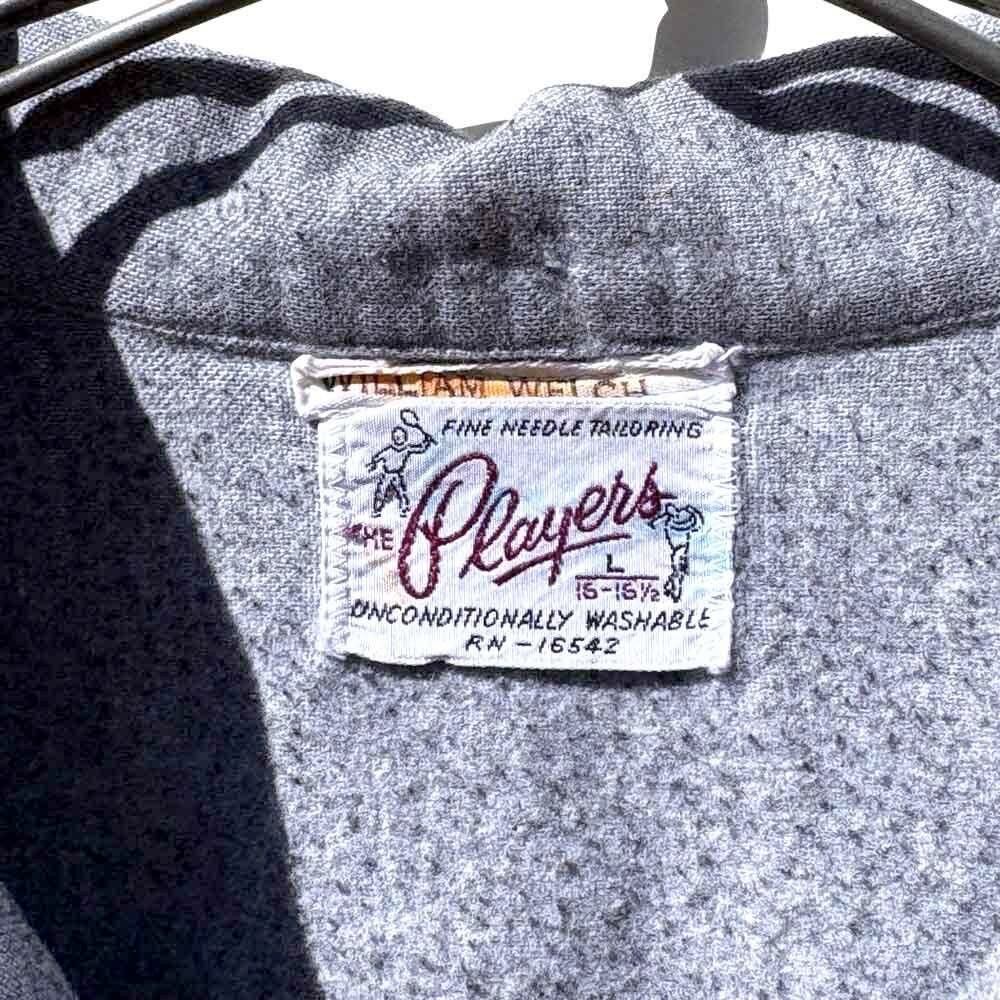 WILLIAM WELCH
FINE NEEDLE TAILORING
THE Players
L
15-15½
UNCONDITIONALLY WASHABLE
RN-16542